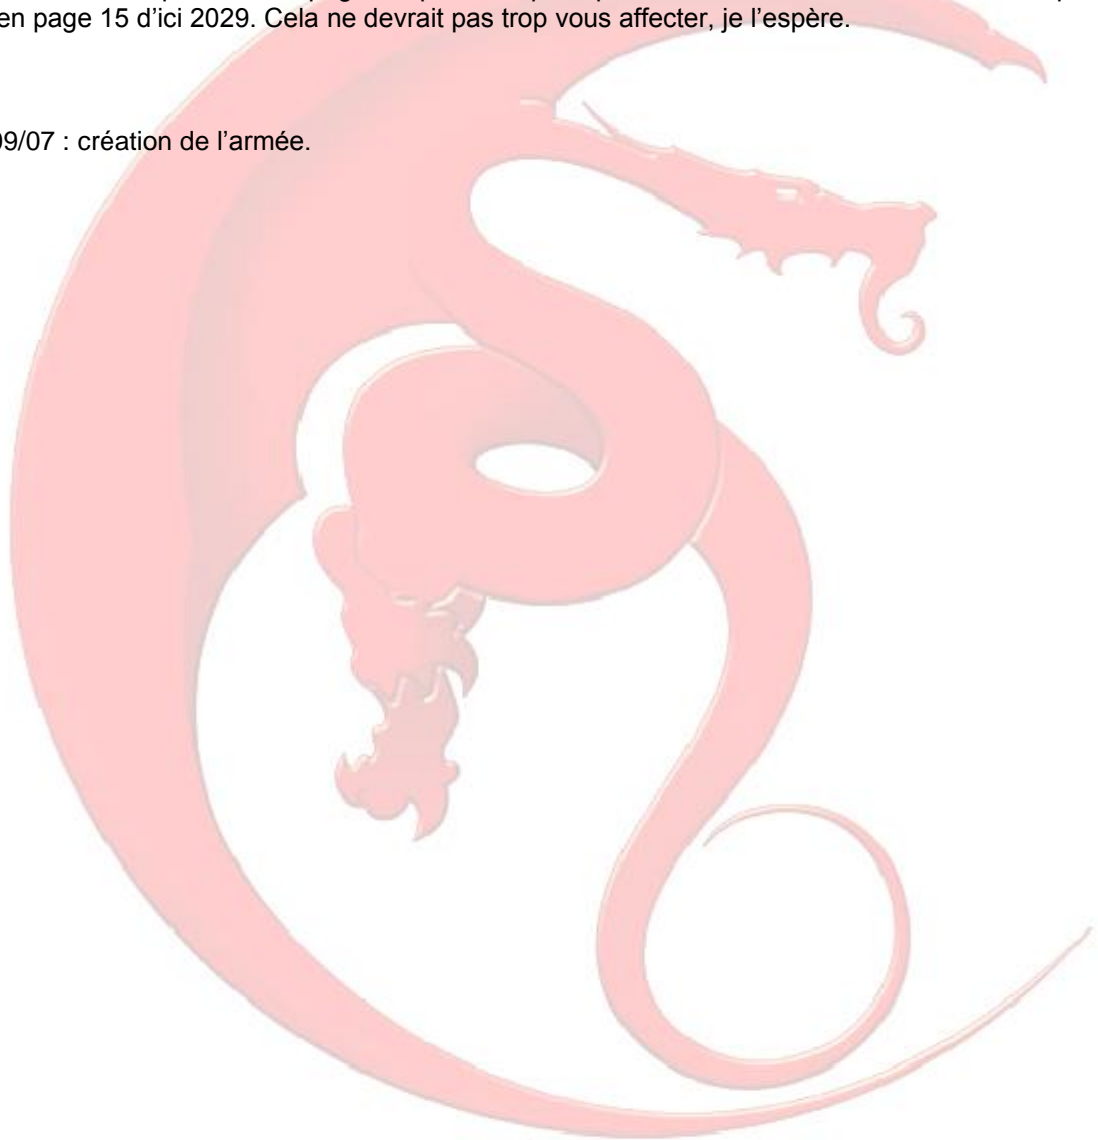 en page 15 d’ici 2029. Cela ne devrait pas trop vous affecter, je l’espère.
09/07 : création de l’armée.